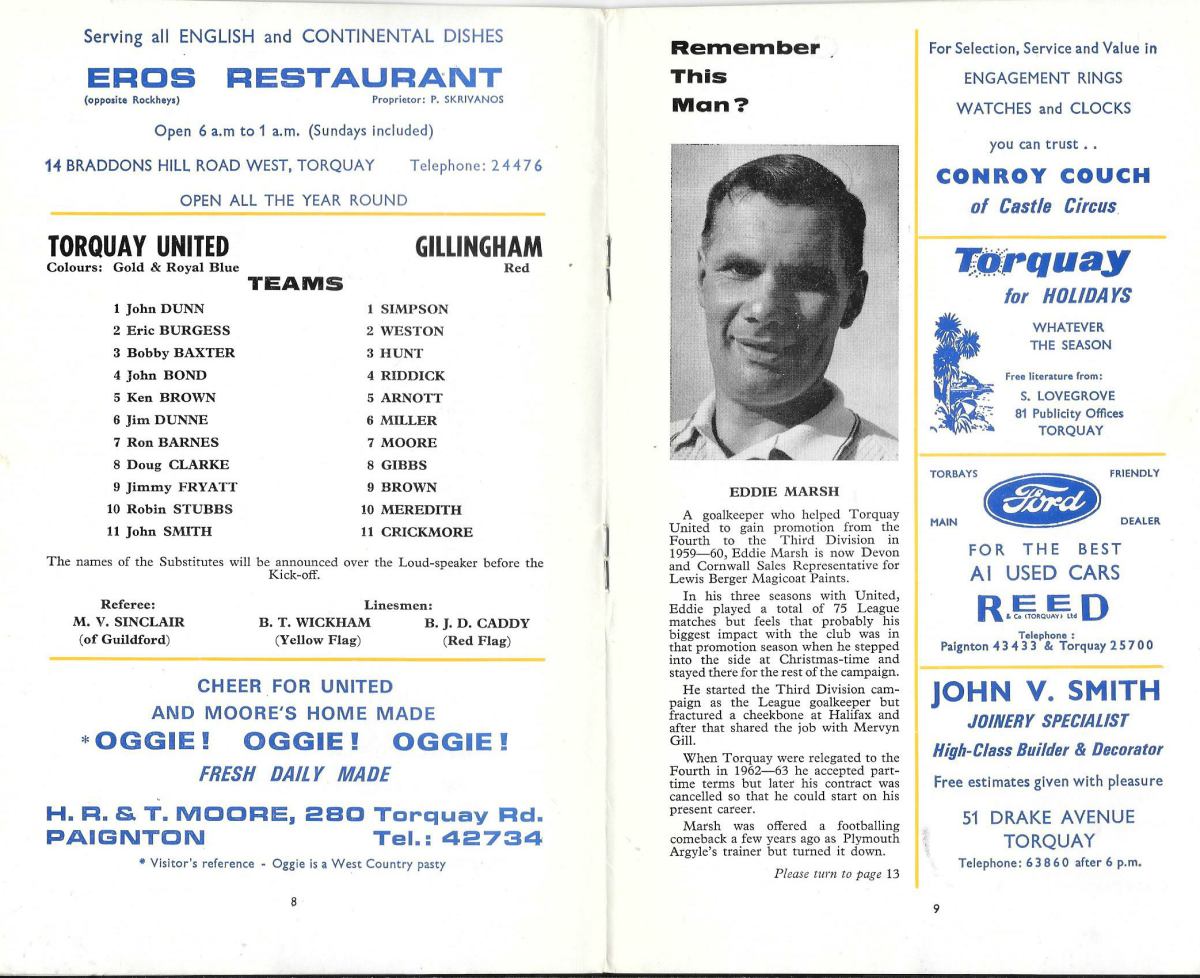 Serving all ENGLISH and CONTINENTAL DISHES
EROS RESTAURANT
(opposite Rockheys) Proprietor: P. SKRIVANOS
Open 6 a.m to 1 a.m. (Sundays included)
14 BRADDONS HILL ROAD WEST, TORQUAY Telephone: 24476
OPEN ALL THE YEAR ROUND
TORQUAY UNITED GILLINGHAM
Colours: Gold & Royal Blue Red
TEAMS
1 John DUNN 1 SIMPSON
2 Eric BURGESS 2 WESTON
3 Bobby BAXTER 3 HUNT
4 John BOND 4 RIDDICK
5 Ken BROWN 5 ARNOTT
6 Jim DUNNE 6 MILLER
7 Ron BARNES 7 MOORE
8 Doug CLARKE 8 GIBBS
9 Jimmy FRYATT 9 BROWN
10 Robin STUBBS 10 MEREDITH
11 John SMITH 11 CRICKMORE
The names of the Substitutes will be announced over the Loud-speaker before the
Kick-off.
Referee: Linesmen:
M. V. SINCLAIR B. T. WICKHAM B. J. D. CADDY
(of Guildford) (Yellow Flag) (Red Flag)
CHEER FOR UNITED
AND MOORE'S HOME MADE
*OGGIE! OGGIE! OGGIE!
FRESH DAILY MADE
H. R. & T. MOORE, 280 Torquay Rd.
PAIGNTON Tel.: 42734
* Visitor's reference - Oggie is a West Country pasty
8
Remember
This
Man?
EDDIE MARSH
A goalkeeper who helped Torquay
United to gain promotion from the
Fourth to the Third Division in
1959—60, Eddie Marsh is now Devon
and Cornwall Sales Representative for
Lewis Berger Magicoat Paints.
In his three seasons with United,
Eddie played a total of 75 League
matches but feels that probably his
biggest impact with the club was in
that promotion season when he stepped
into the side at Christmas-time and
stayed there for the rest of the campaign.
He started the Third Division cam-
paign as the League goalkeeper but
fractured a cheekbone at Halifax and
after that shared the job with Mervyn
Gill.
When Torquay were relegated to the
Fourth in 1962—63 he accepted part-
time terms but later his contract was
cancelled so that he could start on his
present career.
Marsh was offered a footballing
comeback a few years ago as Plymouth
Argyle's trainer but turned it down.
Please turn to page 13
For Selection, Service and Value in
ENGAGEMENT RINGS
WATCHES and CLOCKS
you can trust . .
CONROY COUCH
of Castle Circus
Torquay
for HOLIDAYS
WHATEVER
THE SEASON
Free literature from:
S. LOVEGROVE
81 Publicity Offices
TORQUAY
TORBAYS FRIENDLY
Ford
MAIN DEALER
FOR THE BEST
A1 USED CARS
REED
& Co (TORQUAY) Ltd
Telephone :
Paignton 43433 & Torquay 25700
JOHN V. SMITH
JOINERY SPECIALIST
High-Class Builder & Decorator
Free estimates given with pleasure
51 DRAKE AVENUE
TORQUAY
Telephone: 63860 after 6 p.m.
9